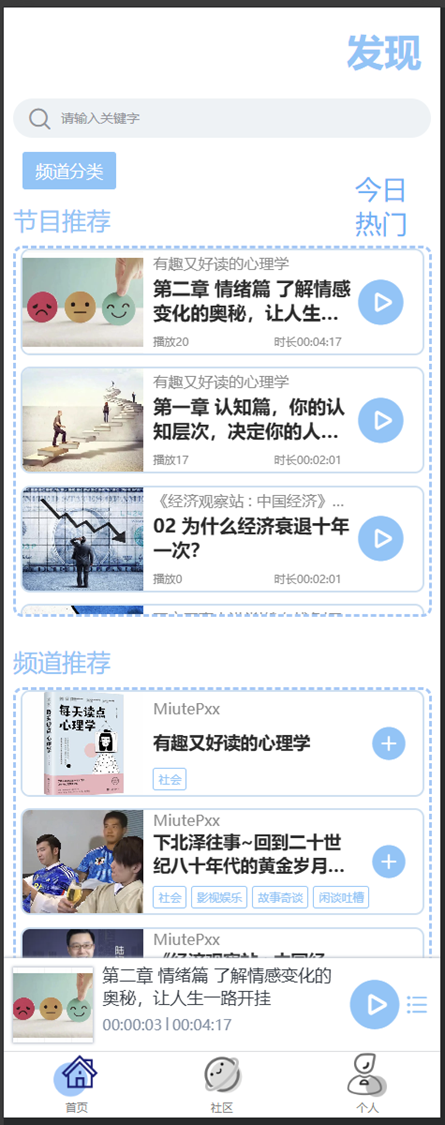 发现
请输入关键字
频道分类
今日
热门
节目推荐
有趣又好读的心理学
第二章 情绪篇 了解情感
变化的奥秘，让人生...
播放20 时长00:04:17
有趣又好读的心理学
第一章 认知篇，你的认
知层次，决定你的人...
播放17 时长00:02:01
《经济观察站：中国经济》...
02 为什么经济衰退十年
一次？
播放0 时长00:02:01
频道推荐
每天读点
心理学
MiutePxx
有趣又好读的心理学
社会
MiutePxx
下北泽往事~回到二十世
纪八十年代的黄金岁月...
社会 影视娱乐 故事奇谈 闲谈吐槽
MiutePxx
第二章 情绪篇 了解情感变化的
奥秘，让人生一路开挂
00:00:03 | 00:04:17
首页 社区 个人